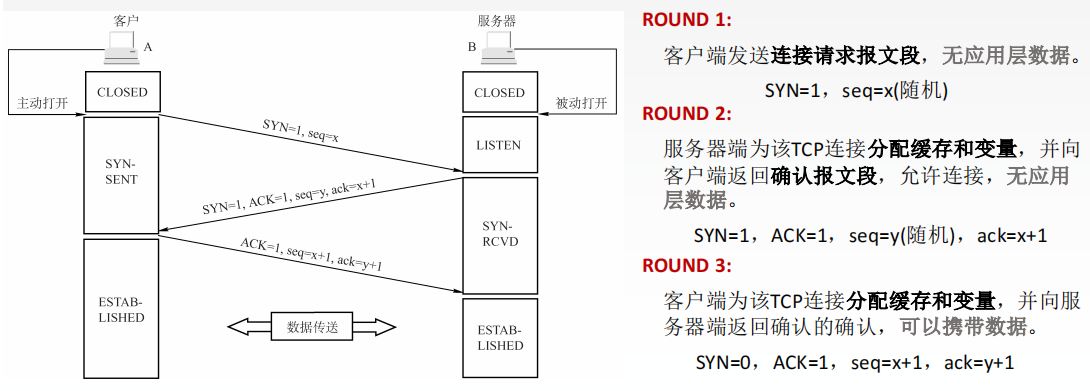 客户
服务器
A
B
CLOSED
CLOSED
主动打开
被动打开
SYN=1, seq=x
LISTEN
SYN-
SENT
SYN=1, ACK=1, seq=y, ack=x+1
SYN-
RCVD
ACK=1, seq=x+1, ack=y+1
ESTAB-
LISHED
数据传送
ESTAB-
LISHED
ROUND 1:
客户端发送连接请求报文段，无应用层数据。
SYN=1，seq=x(随机)
ROUND 2:
服务器端为该TCP连接分配缓存和变量，并向
客户端返回确认报文段，允许连接，无应用
层数据。
SYN=1，ACK=1，seq=y(随机)，ack=x+1
ROUND 3:
客户端为该TCP连接分配缓存和变量，并向服
务器端返回确认的确认，可以携带数据。
SYN=0，ACK=1，seq=x+1，ack=y+1